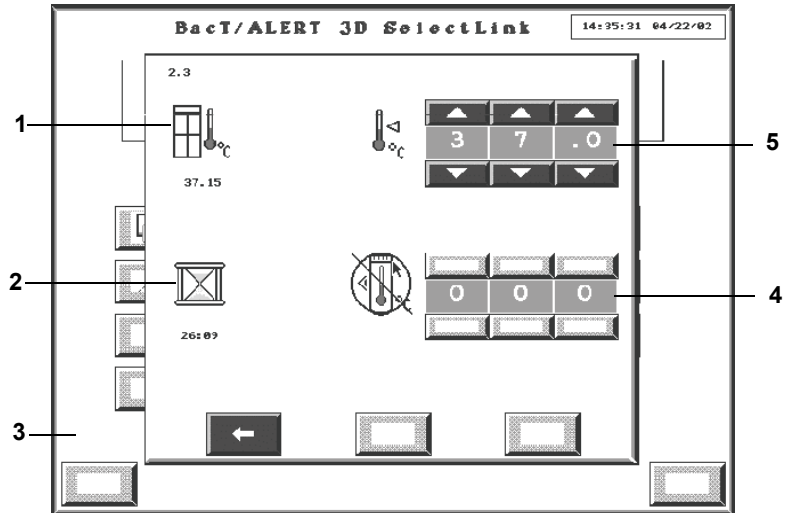 BacT/ALERT 3D SelectLink 14:35:31 04/22/02
2.3
1 °C °C 3 7 .0 5
37.15
2 °C 0 0 0 4
26:09
3